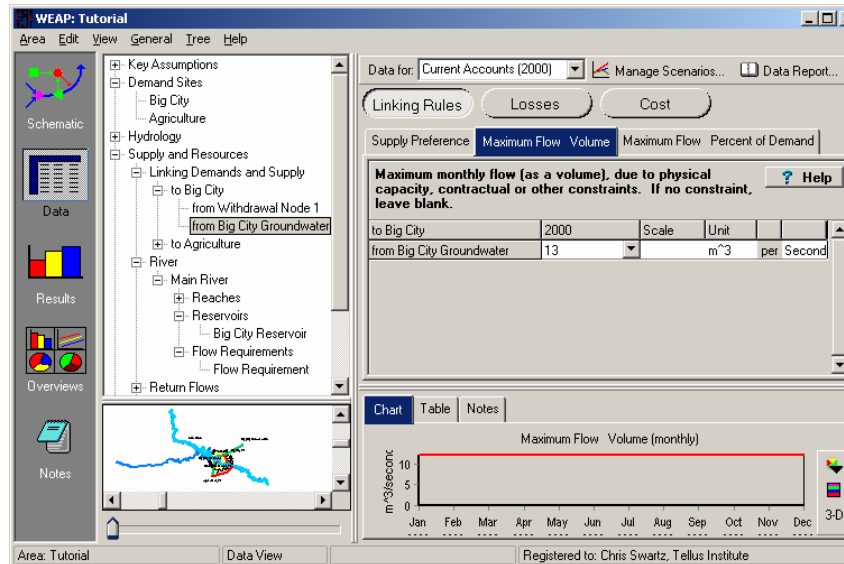 WEAP: Tutorial
Area Edit View General Tree Help
Schematic
Data
Results
Overviews
Notes
Key Assumptions
Demand Sites
Big City
Agriculture
Hydrology
Supply and Resources
Linking Demands and Supply
to Big City
from Withdrawal Node 1
from Big City Groundwater
to Agriculture
River
Main River
Reaches
Reservoirs
Big City Reservoir
Flow Requirements
Flow Requirement
Return Flows
Data for: Current Accounts (2000) Manage Scenarios... Data Report...
Linking Rules Losses Cost
Supply Preference Maximum Flow Volume Maximum Flow Percent of Demand
Maximum monthly flow (as a volume), due to physical
capacity, contractual or other constraints. If no constraint,
leave blank.
? Help
to Big City 2000 Scale Unit
from Big City Groundwater 13 m^3 per Second
Chart Table Notes
Maximum Flow Volume (monthly)
m^3/second
10
5
0
Jan Feb Mar Apr May Jun Jul Aug Sep Oct Nov Dec
3-D
Area: Tutorial Data View Registered to: Chris Swartz, Tellus Institute